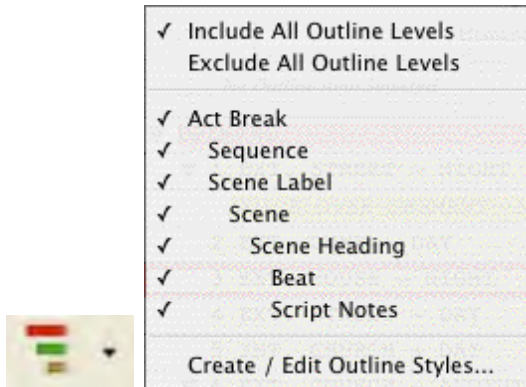 ✓ Include All Outline Levels
Exclude All Outline Levels
✓ Act Break
✓ Sequence
✓ Scene Label
✓ Scene
✓ Scene Heading
✓ Beat
✓ Script Notes
Create / Edit Outline Styles...